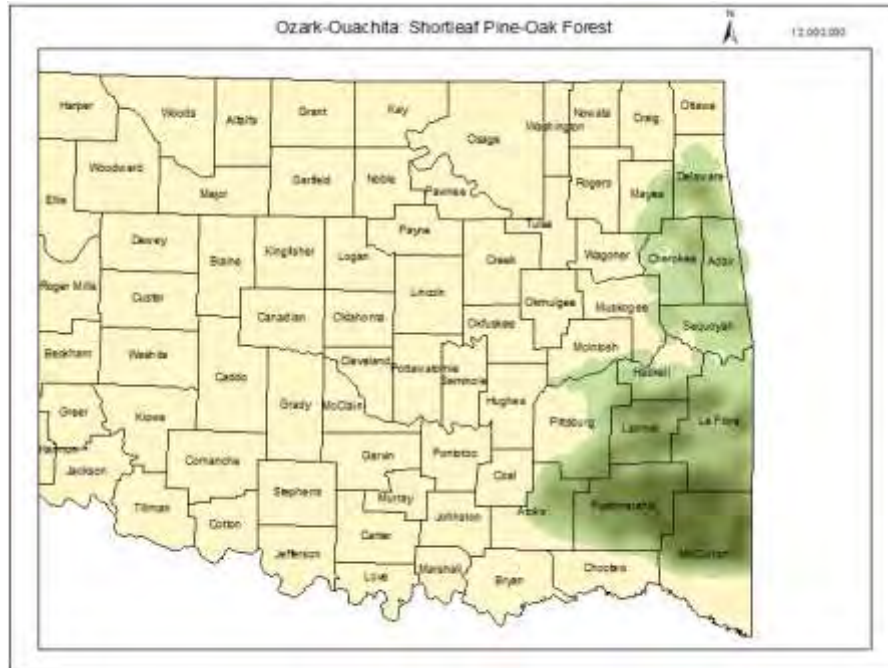 Ozark-Ouachita: Shortleaf Pine-Oak Forest
N
Harper
Woods
Alfalfa
Grant
Kay
Osage
Washington
Nowata
Craig
Ottawa
Woodward
Major
Garfield
Noble
Pawnee
Rogers
Mayes
Delaware
Ellis
Dewey
Blaine
Kingfisher
Logan
Payne
Creek
Tulsa
Wagoner
Cherokee
Adair
Roger Mills
Custer
Canadian
Oklahoma
Lincoln
Okfuskee
Okmulgee
Muskogee
Sequoyah
Beckham
Washita
Caddo
Grady
Cleveland
McClain
Pottawatomie
Seminole
Hughes
McIntosh
Haskell
Pittsburg
Latimer
Le Flore
Greer
Kiowa
Harmon
Jackson
Comanche
Garvin
Pontotoc
Coal
Tillman
Cotton
Stephens
Murray
Johnston
Atoka
Pushmataha
McCurtain
Jefferson
Carter
Love
Marshall
Bryan
Choctaw